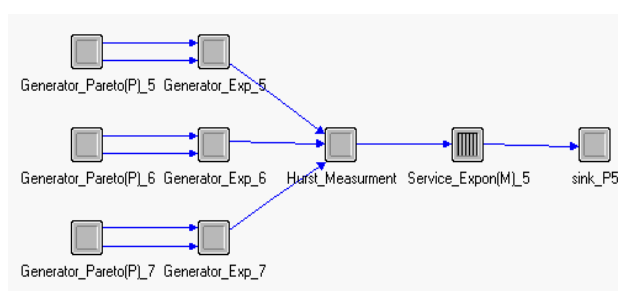 Generator_Pareto(P)_5 Generator_Exp_5
Generator_Pareto(P)_6 Generator_Exp_6 Hurst_Measurment Service_Expon(M)_5 sink_P5
Generator_Pareto(P)_7 Generator_Exp_7